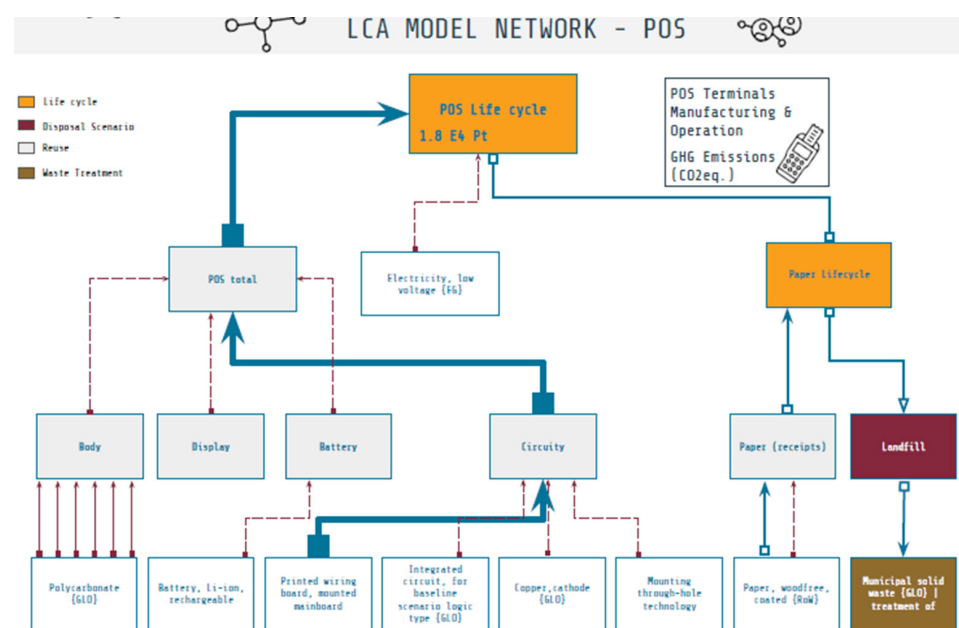 LCA MODEL NETWORK - POS
Life cycle
Disposal Scenario
Reuse
Waste Treatment
POS Life cycle
1.8 E4 Pt
POS Terminals
Manufacturing &
Operation
GHG Emissions
(CO2eq.)
POS total
Electricity, low
voltage {EG}
Paper Lifecycle
Body
Display
Battery
Circuity
Paper (receipts)
Landfill
Polycarbonate
{GLO}
Battery, Li-ion,
rechargeable
Printed wiring
board, mounted
mainboard
Integrated
circuit, for
baseline
scenario logic
type {GLO}
Copper,cathode
{GLO}
Mounting
through-hole
technology
Paper, woodfree,
coated {RoW}
Municipal solid
waste {GLO} |
treatment of